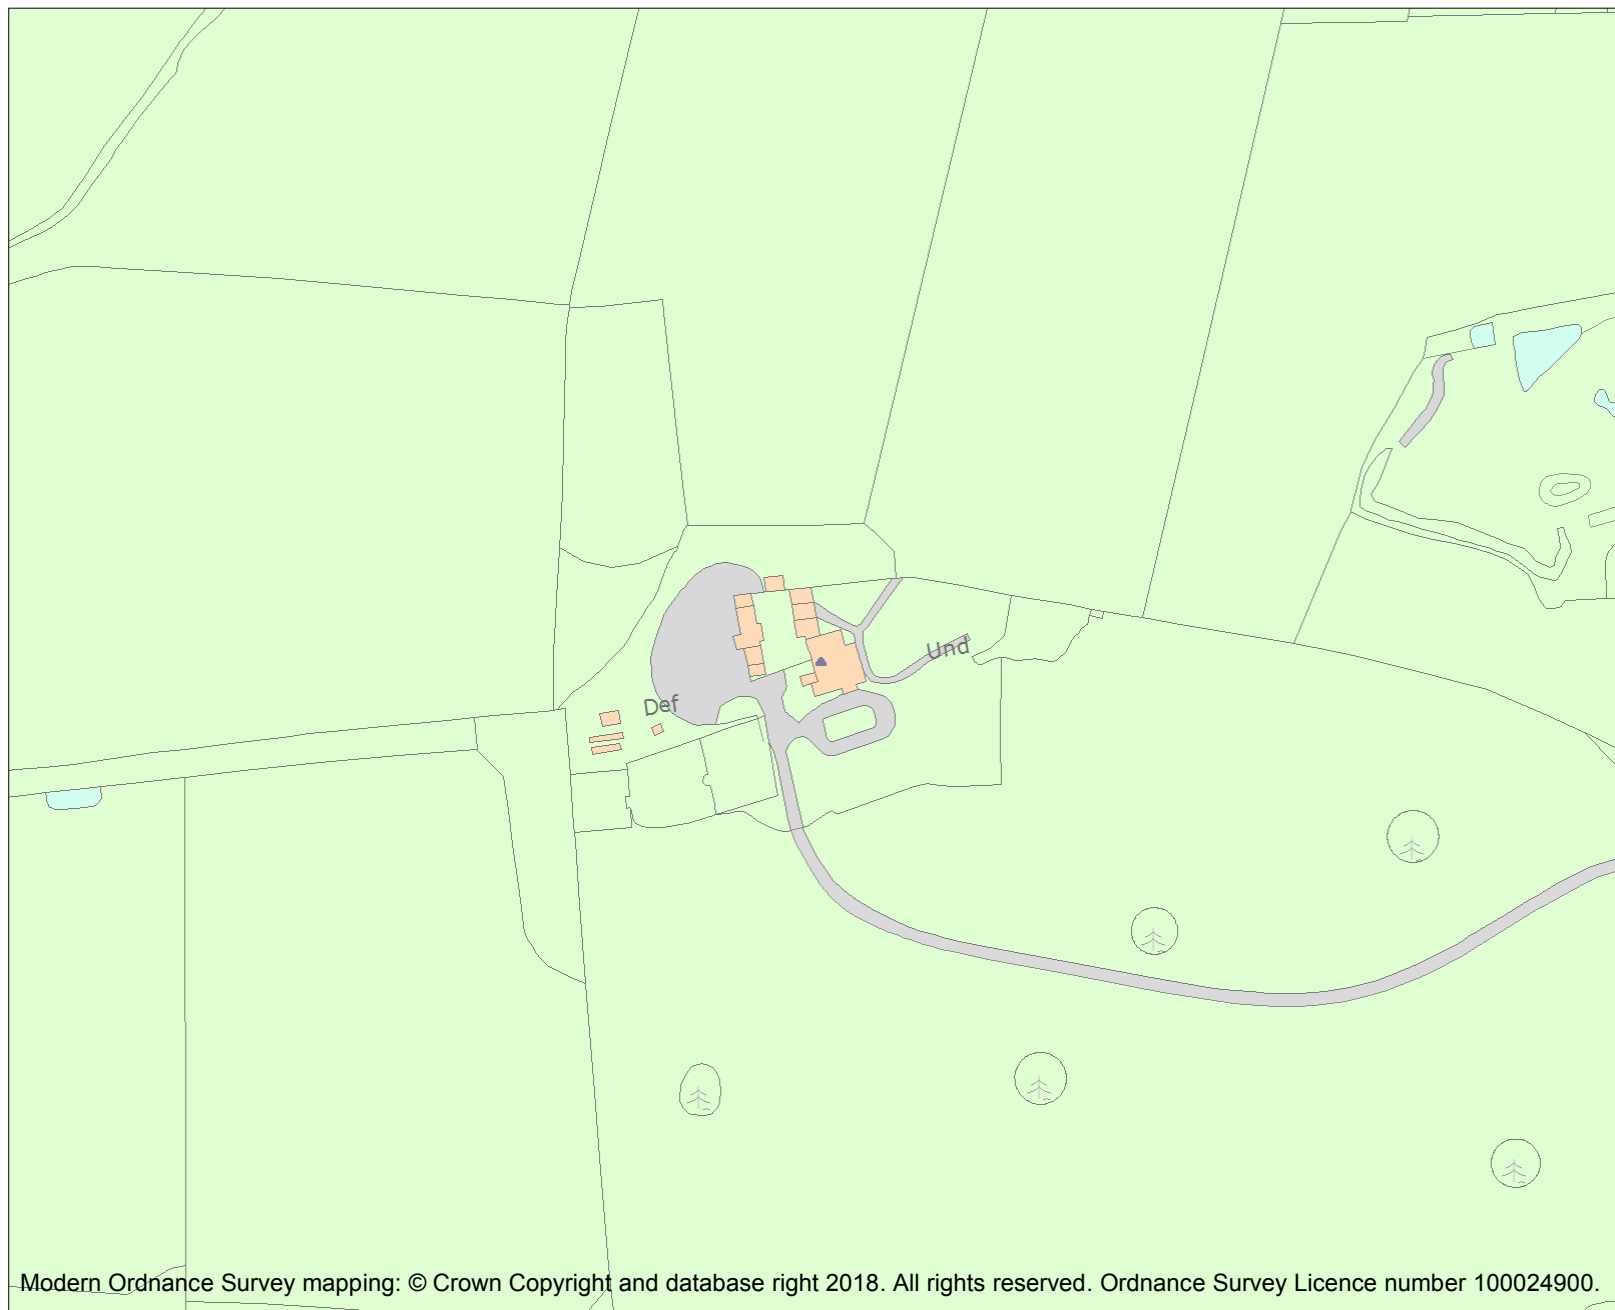 Und
Def
Modern Ordnance Survey mapping: © Crown Copyright and database right 2018. All rights reserved. Ordnance Survey Licence number 100024900.